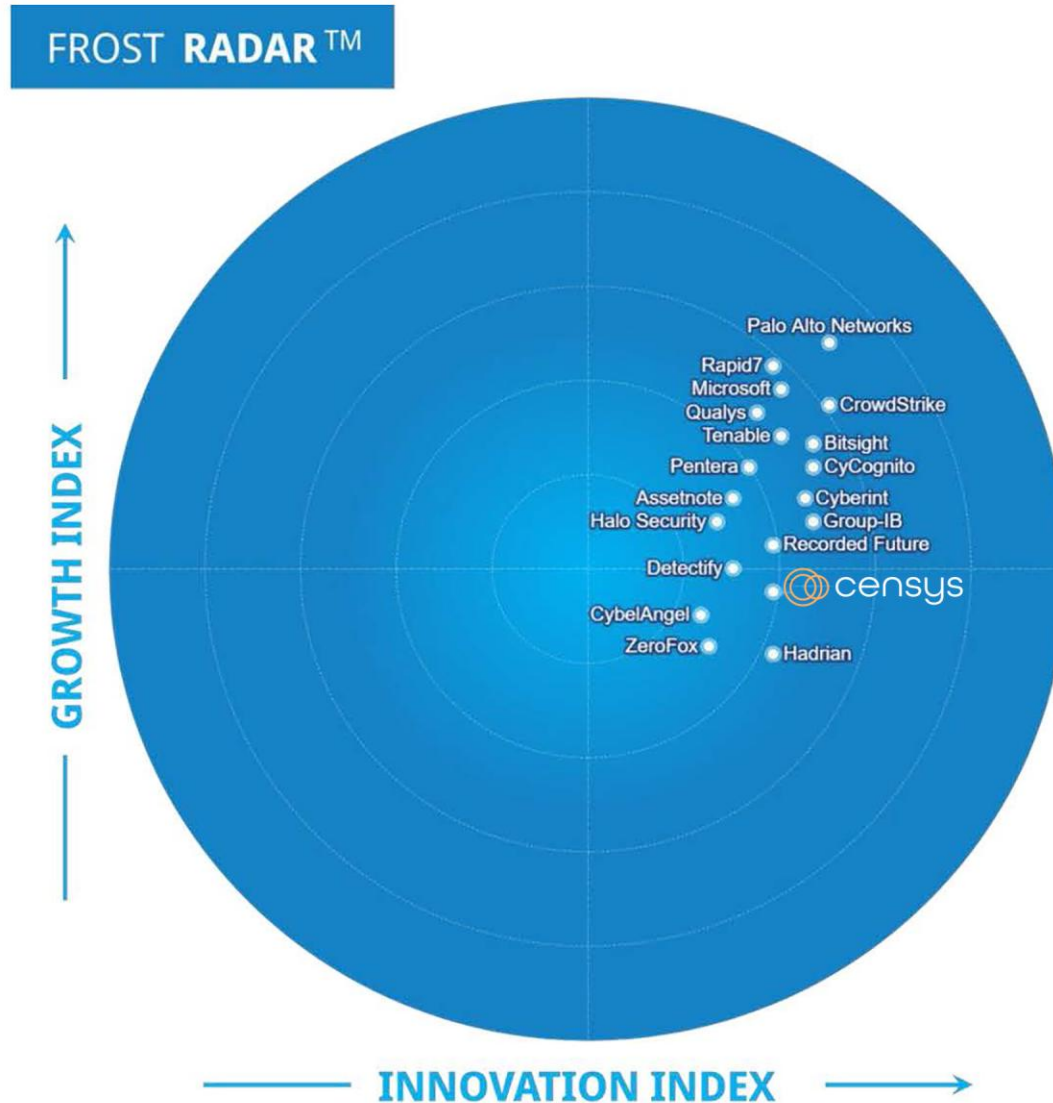 FROST RADAR™
GROWTH INDEX
Palo Alto Networks
Rapid7
Microsoft
CrowdStrike
Qualys
Tenable
Bitsight
Pentera
CyCognito
Assetnote
Cyberint
Halo Security
Group-IB
Recorded Future
Detectify
censys
CybelAngel
ZeroFox
Hadrian
INNOVATION INDEX